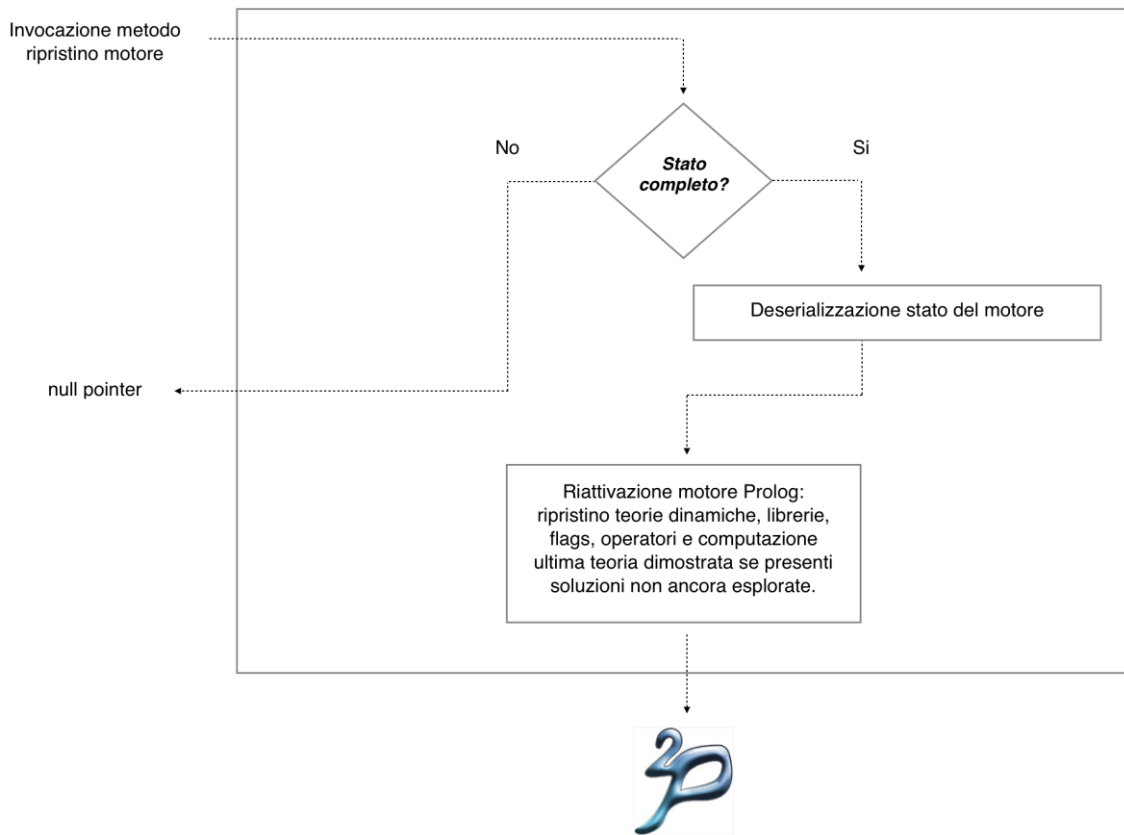 Invocazione metodo
ripristino motore
No
Si
Stato
completo?
Deserializzazione stato del motore
null pointer
Riattivazione motore Prolog:
ripristino teorie dinamiche, librerie,
flags, operatori e computazione
ultima teoria dimostrata se presenti
soluzioni non ancora esplorate.
2p